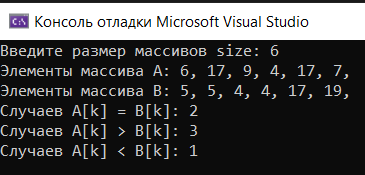 Консоль отладки Microsoft Visual Studio
Введите размер массивов size: 6
Элементы массива A: 6, 17, 9, 4, 17, 7,
Элементы массива B: 5, 5, 4, 4, 17, 19,
Случаев A[k] = B[k]: 2
Случаев A[k] > B[k]: 3
Случаев A[k] < B[k]: 1